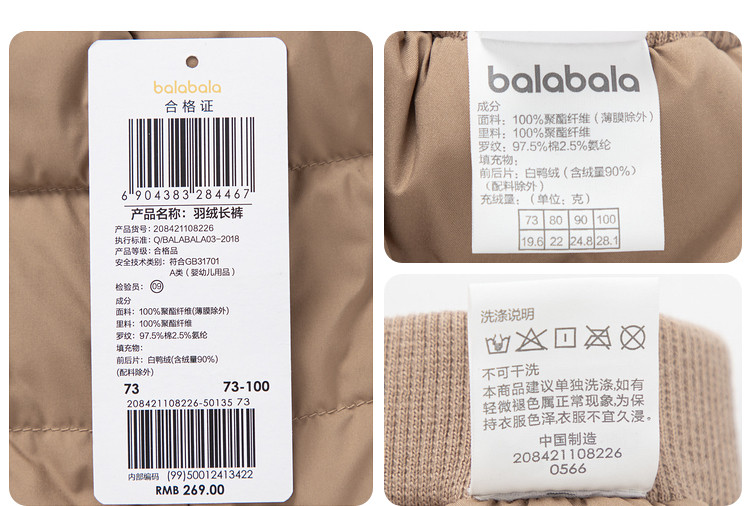 balabala
合格证
6 904383 284467
产品名称：羽绒长裤
产品货号：208421108226
执行标准：Q/BALABALA03-2018
产品等级：合格品
安全技术类别：符合GB31701
A类（婴幼儿用品）
检验员：09
成分
面料：100%聚酯纤维(薄膜除外)
里料：100%聚酯纤维
罗纹：97.5%棉2.5%氨纶
填充物：
前后片：白鸭绒(含绒量90%)
(配料除外)
73 73-100
208421108226-50135 73
内部编码 (99)50012413422
RMB 269.00
balabala
成分
面料：100%聚酯纤维（薄膜除外）
里料：100%聚酯纤维
罗纹：97.5%棉2.5%氨纶
填充物：
前后片：白鸭绒（含绒量90%）
（配料除外）
充绒量：（单位：克）
73 80 90 100
19.6 22 24.8 28.1
洗涤说明
不可干洗
本商品建议单独洗涤,如有
轻微褪色属正常现象,为保
持衣服色泽,衣服不宜久浸。
中国制造
208421108226
0566